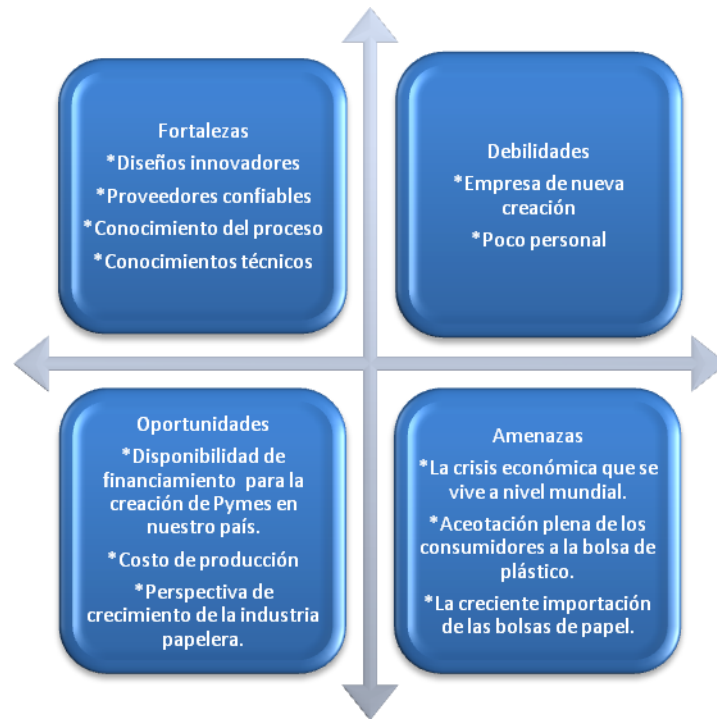 Fortalezas
*Diseños innovadores
*Proveedores confiables
*Conocimiento del proceso
*Conocimientos técnicos
Debilidades
*Empresa de nueva
creación
*Poco personal
Oportunidades
*Disponibilidad de
financiamiento para la
creación de Pymes en
nuestro país.
*Costo de producción
*Perspectiva de
crecimiento de la industria
papelera.
Amenazas
*La crisis económica que se
vive a nivel mundial.
*Aceotación plena de los
consumidores a la bolsa de
plástico.
*La creciente importación
de las bolsas de papel.